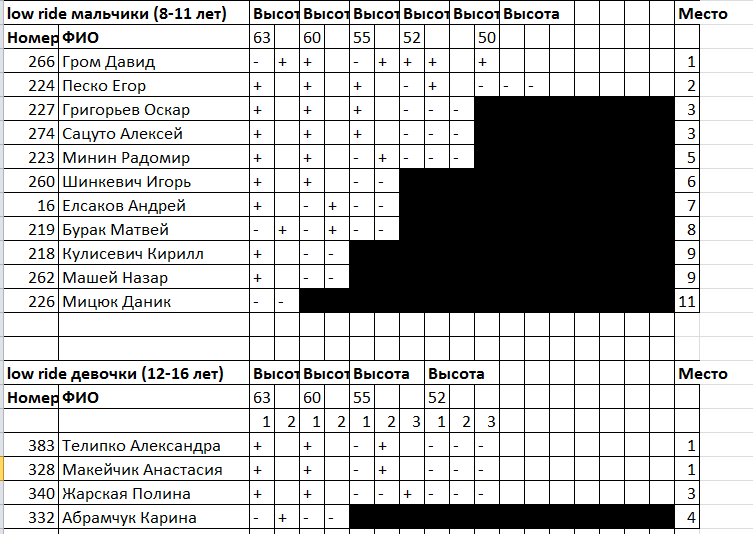 low ride мальчики (8-11 лет) Высот Высот Высот Высот Высот Высота Место
Номер ФИО 63 60 55 52 50
266 Гром Давид - + + - + + + + 1
224 Песко Егор + + + - + - - - 2
227 Григорьев Оскар + + + - - - 3
274 Сацуто Алексей + + + - - - 3
223 Минин Радомир + + - + - - - 5
260 Шинкевич Игорь + + - - 6
16 Елсаков Андрей + - + - - 7
219 Бурак Матвей - + - + - - 8
218 Кулисевич Кирилл + - - 9
262 Машей Назар + - - 9
226 Мицюк Даник - - 11
low ride девочки (12-16 лет) Высот Высот Высота Высота Место
Номер ФИО 63 60 55 52
1 2 1 2 1 2 3 1 2 3
383 Телипко Александра + + - + - - - 1
328 Макейчик Анастасия + + - + - - - 1
340 Жарская Полина + + - - + - - - 3
332 Абрамчук Карина - + - - 4